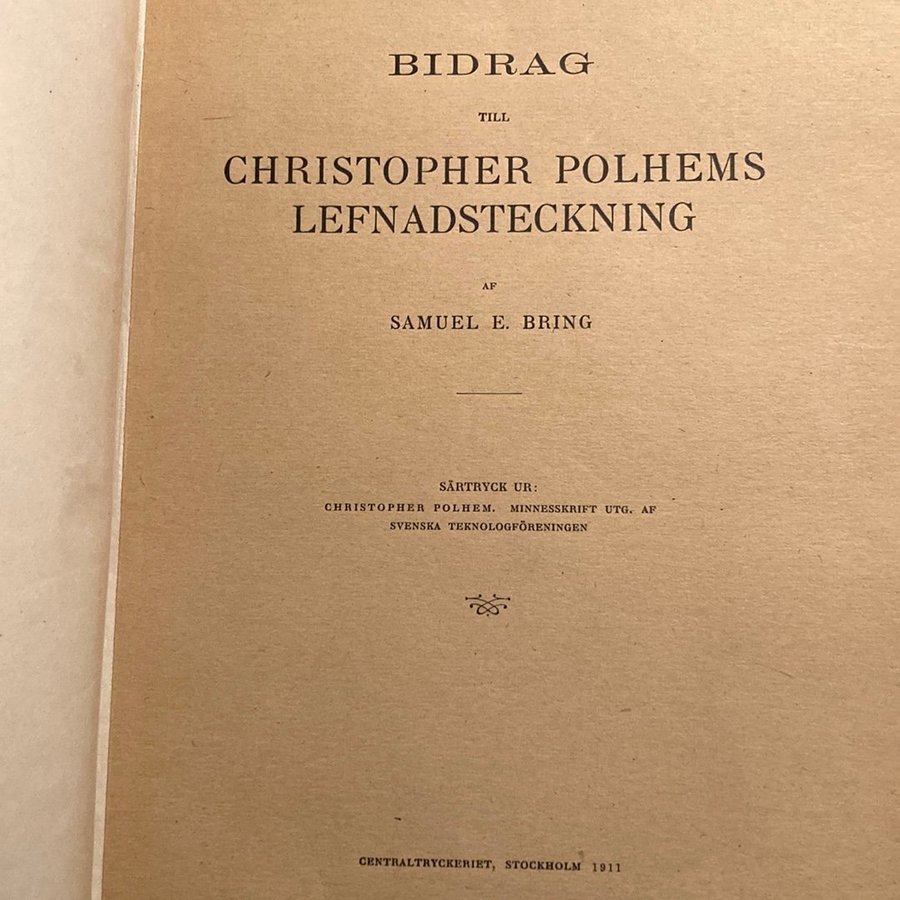 BIDRAG
TILL
CHRISTOPHER POLHEMS
LEFNADSTECKNING
AF
SAMUEL E. BRING
SÄRTRYCK UR:
CHRISTOPHER POLHEM. MINNESSKRIFT UTG. AF
SVENSKA TEKNOLOGFÖRENINGEN
CENTRALTRYCKERIET, STOCKHOLM 1911